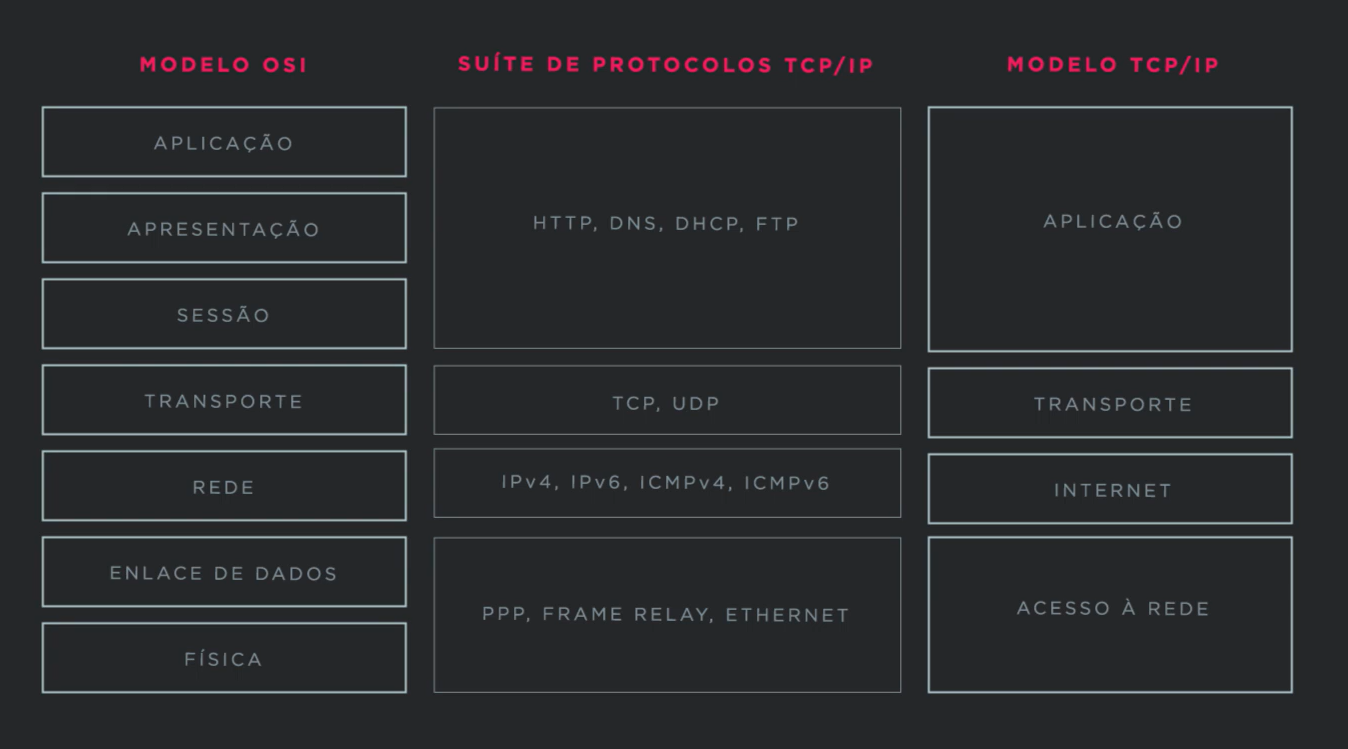 MODELO OSI
SUÍTE DE PROTOCOLOS TCP/IP
MODELO TCP/IP
APLICAÇÃO
APRESENTAÇÃO
SESSÃO
TRANSPORTE
REDE
ENLACE DE DADOS
FÍSICA
HTTP, DNS, DHCP, FTP
TCP, UDP
IPv4, IPv6, ICMPv4, ICMPv6
PPP, FRAME RELAY, ETHERNET
APLICAÇÃO
TRANSPORTE
INTERNET
ACESSO À REDE